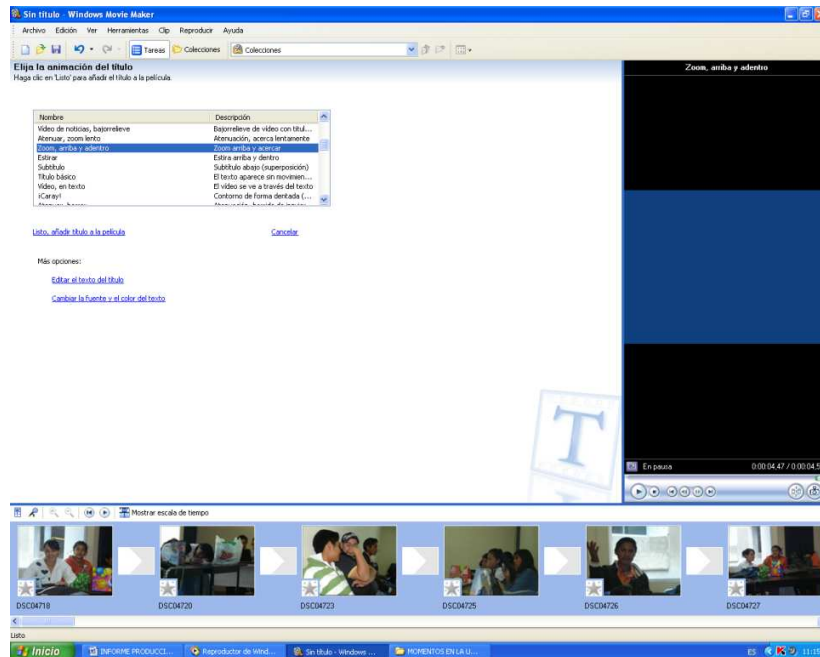 Sin título - Windows Movie Maker
Archivo Edición Ver Herramientas Clip Reproducir Ayuda
Tareas Colecciones Colecciones
Elija la animación del título
Haga clic en 'Listo' para añadir el título a la película.
Zoom, arriba y adentro
Nombre Descripción
Vídeo de noticias, bajorrelieve Bajorrelieve de vídeo con títul...
Atenuar, zoom lento Atenuación, acerca lentamente
Zoom, arriba y adentro Zoom arriba y acercar
Estirar Estira arriba y dentro
Subtítulo Subtítulo abajo (superposición)
Título básico El texto aparece sin movimien...
Vídeo, en texto El vídeo se ve a través del texto
¡Caray! Contorno de forma dentada (...
Listo, añadir título a la película Cancelar
Más opciones:
Editar el texto del título
Cambiar la fuente y el color del texto
T
En pausa 0:00:04,47 / 0:00:04,5
Mostrar escala de tiempo
DSC04718 DSC04720 DSC04723 DSC04725 DSC04726 DSC04727
Listo
Inicio INFORME PRODUCCI... Reproductor de Wind... Sin título - Windows ... MOMENTOS EN LA U... ES 11:15